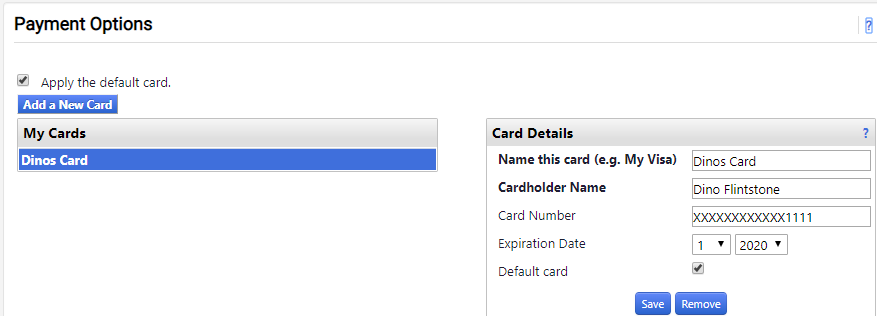 Payment Options
?
Apply the default card.
Add a New Card
My Cards
Dinos Card
Card Details ?
Name this card (e.g. My Visa) Dinos Card
Cardholder Name Dino Flintstone
Card Number XXXXXXXXXXXX1111
Expiration Date 1 2020
Default card
Save Remove